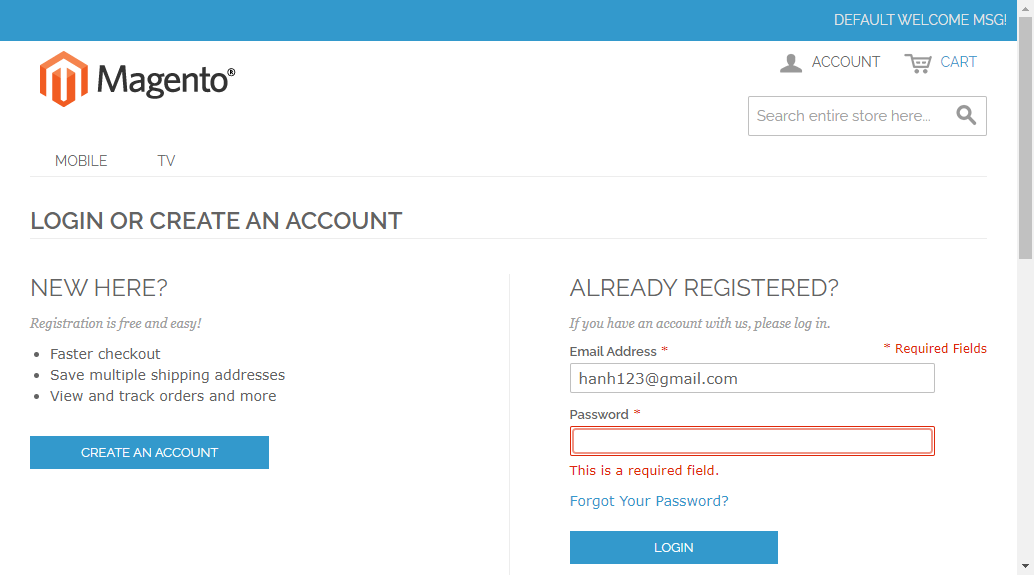 DEFAULT WELCOME MSG!
Magento®
ACCOUNT
CART
Search entire store here...
MOBILE
TV
LOGIN OR CREATE AN ACCOUNT
NEW HERE?
Registration is free and easy!
Faster checkout
Save multiple shipping addresses
View and track orders and more
CREATE AN ACCOUNT
ALREADY REGISTERED?
If you have an account with us, please log in.
* Required Fields
Email Address *
hanh123@gmail.com
Password *
This is a required field.
Forgot Your Password?
LOGIN